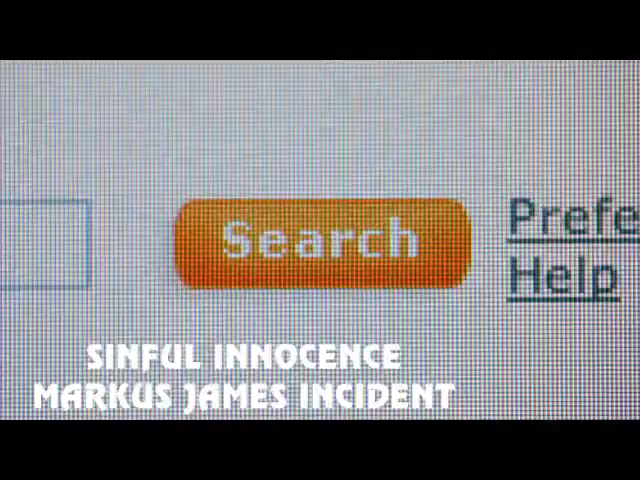 Search
Prefe
Help
SINFUL INNOCENCE
MARKUS JAMES INCIDENT